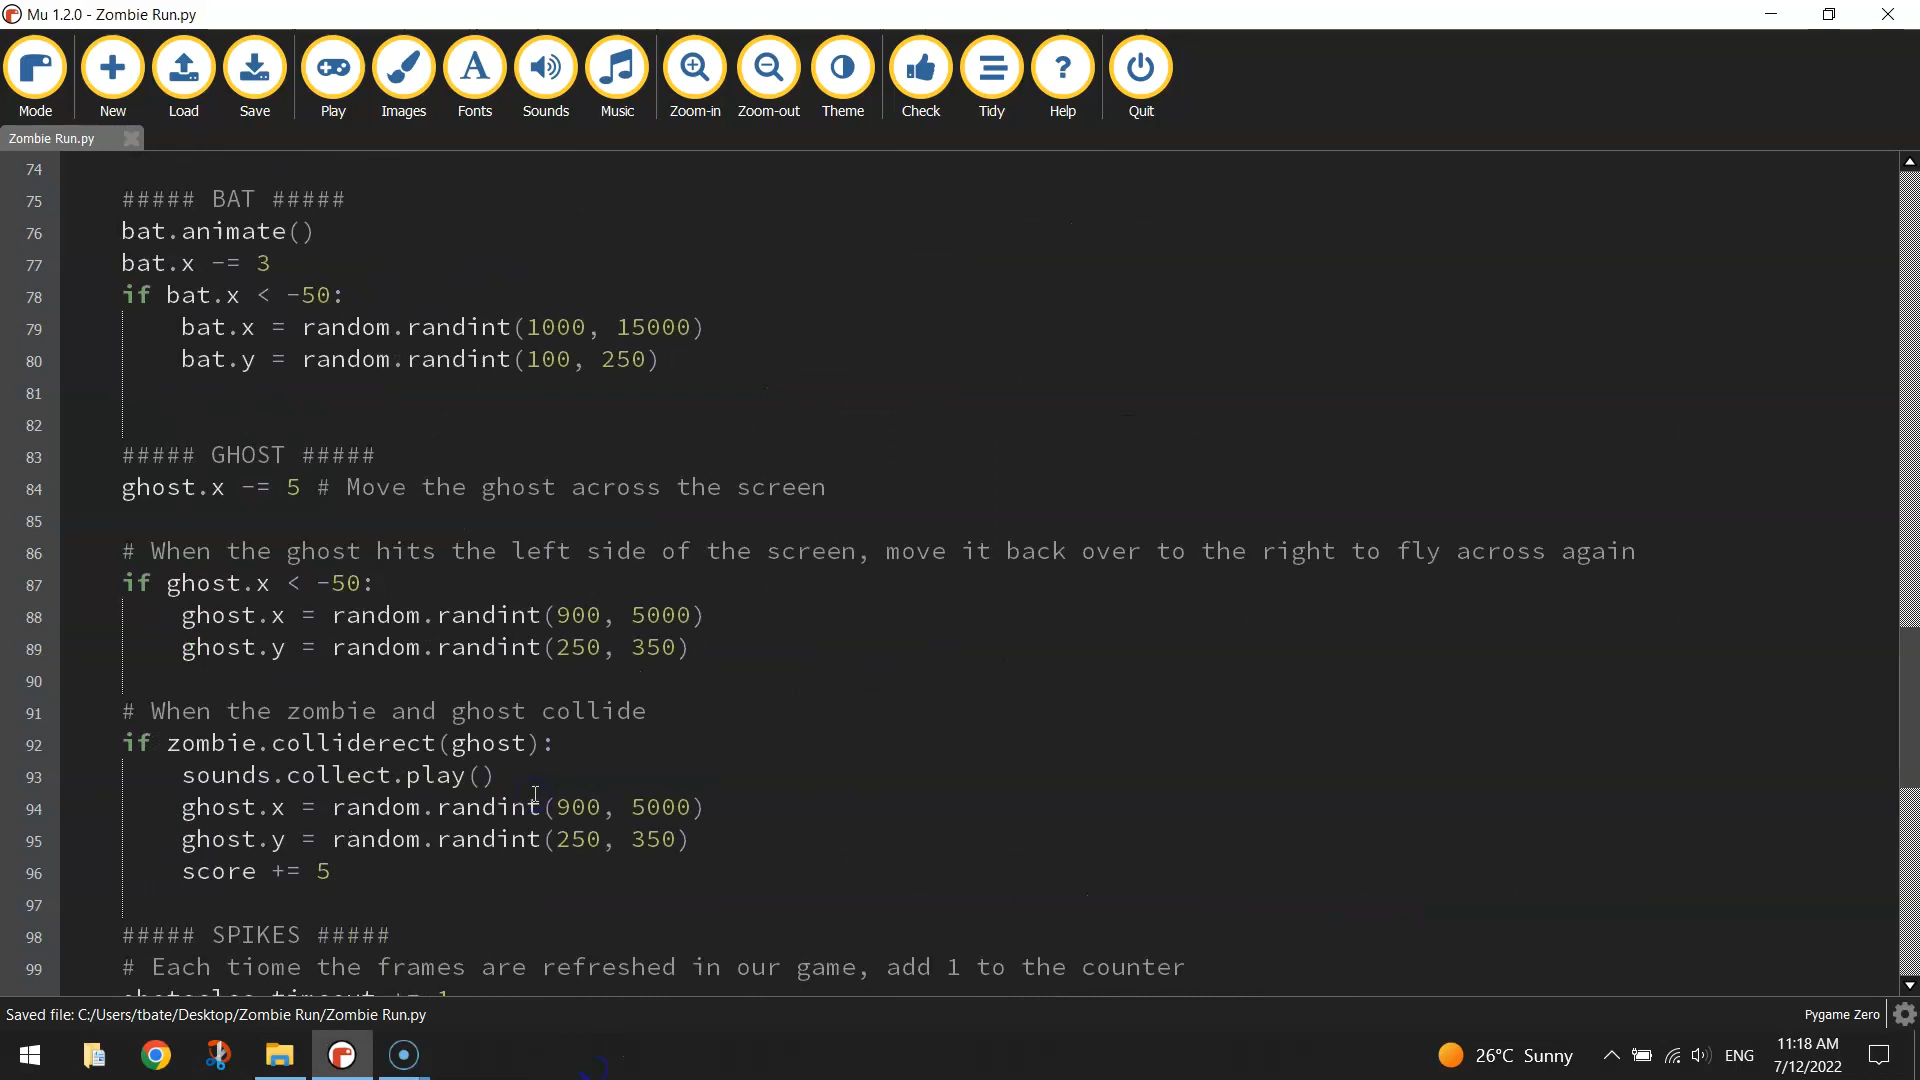 Mu 1.2.0 - Zombie Run.py
Mode New Load Save Play Images Fonts Sounds Music Zoom-in Zoom-out Theme Check Tidy Help Quit
Zombie Run.py
74
75 ##### BAT #####
76 bat.animate()
77 bat.x -= 3
78 if bat.x < -50:
79 bat.x = random.randint(1000, 15000)
80 bat.y = random.randint(100, 250)
81
82
83 ##### GHOST #####
84 ghost.x -= 5 # Move the ghost across the screen
85
86 # When the ghost hits the left side of the screen, move it back over to the right to fly across again
87 if ghost.x < -50:
88 ghost.x = random.randint(900, 5000)
89 ghost.y = random.randint(250, 350)
90
91 # When the zombie and ghost collide
92 if zombie.colliderect(ghost):
93 sounds.collect.play()
94 ghost.x = random.randint(900, 5000)
95 ghost.y = random.randint(250, 350)
96 score += 5
97
98 ##### SPIKES #####
99 # Each tiome the frames are refreshed in our game, add 1 to the counter
obstacles_timeout += 1
Saved file: C:/Users/tbate/Desktop/Zombie Run/Zombie Run.py
Pygame Zero
26°C Sunny
ENG
11:18 AM
7/12/2022